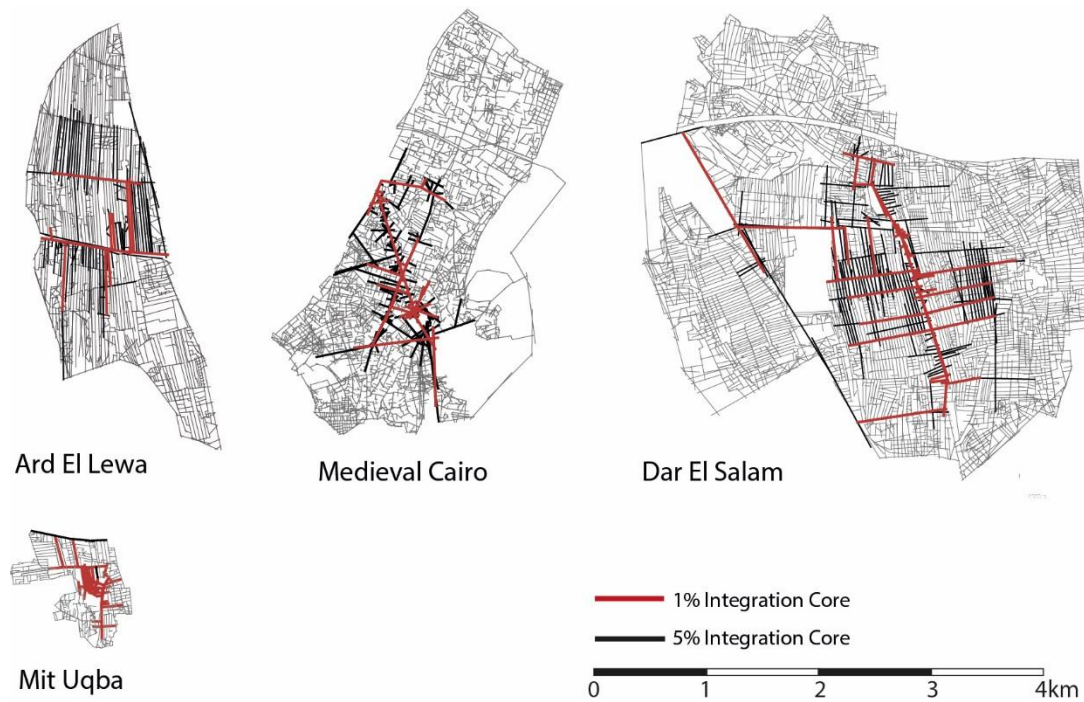 Ard El Lewa
Medieval Cairo
Dar El Salam
Mit Uqba
1% Integration Core
5% Integration Core
0 1 2 3 4km